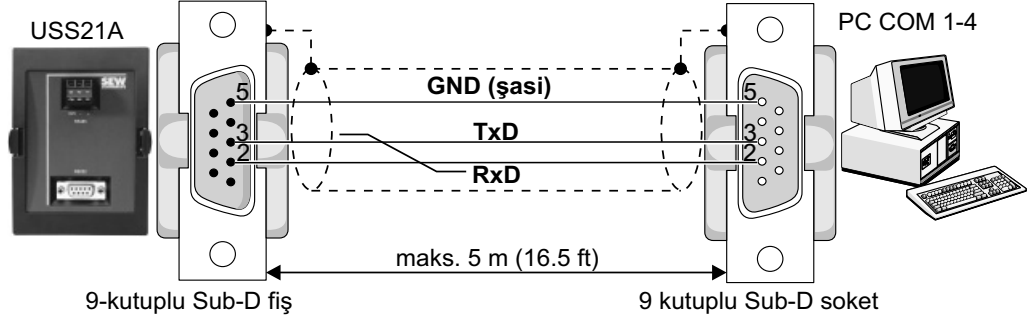 USS21A
PC COM 1-4
SEW
5
GND (şasi)
5
3
TxD
3
2
2
RxD
maks. 5 m (16.5 ft)
9-kutuplu Sub-D fiş
9 kutuplu Sub-D soket